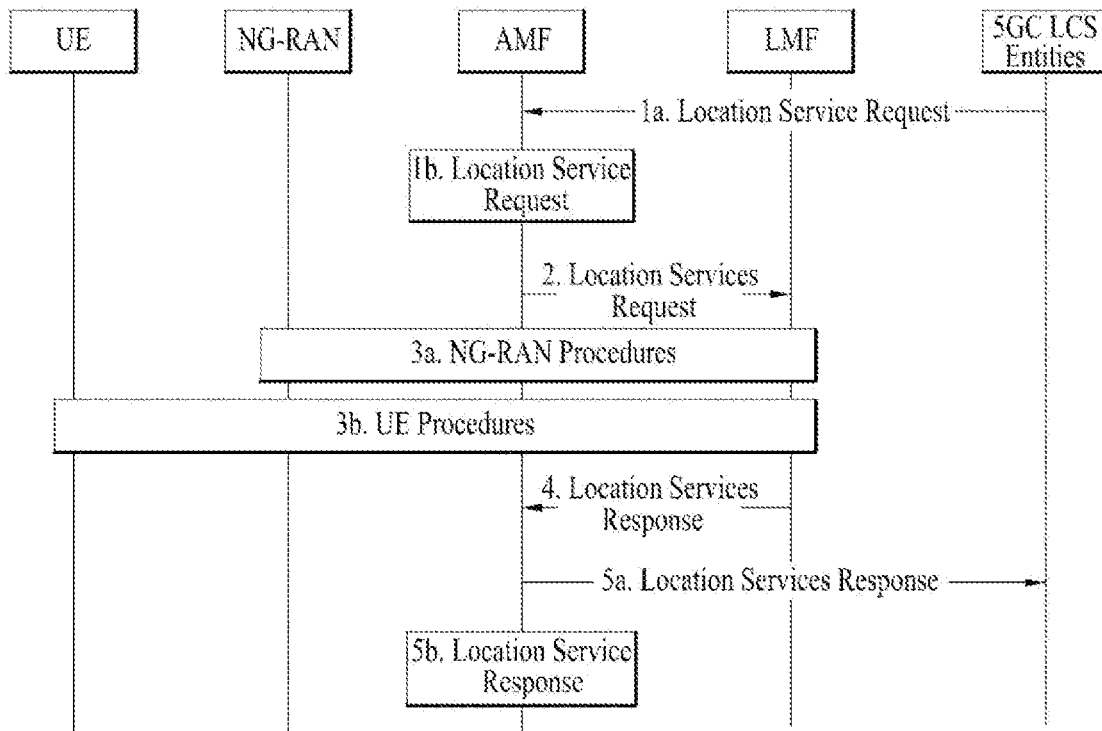 UE
NG-RAN
AMF
LMF
5GC LCS
Entities
1a. Location Service Request
1b. Location Service
Request
2. Location Services
Request
3a. NG-RAN Procedures
3b. UE Procedures
4. Location Services
Response
5a. Location Services Response
5b. Location Service
Response